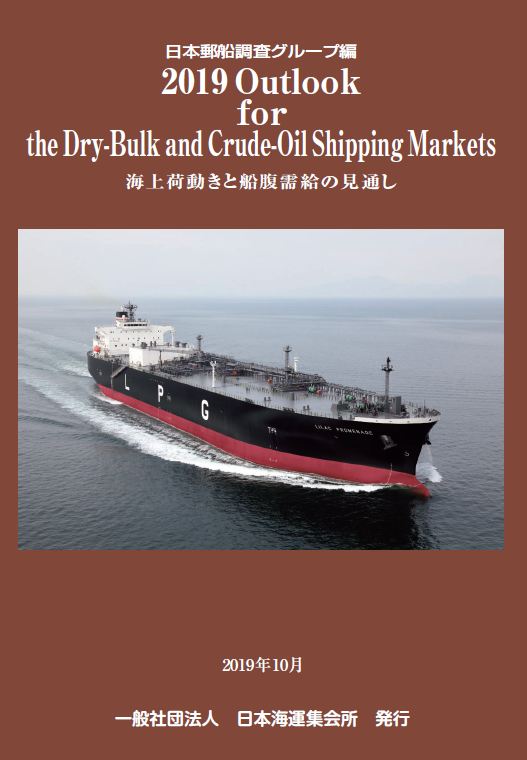 日本郵船調査グループ編
2019 Outlook
for
the Dry-Bulk and Crude-Oil Shipping Markets
海上荷動きと船腹需給の見通し
L P G
LILAC PROMENADE
2019年10月
一般社団法人 日本海運集会所 発行